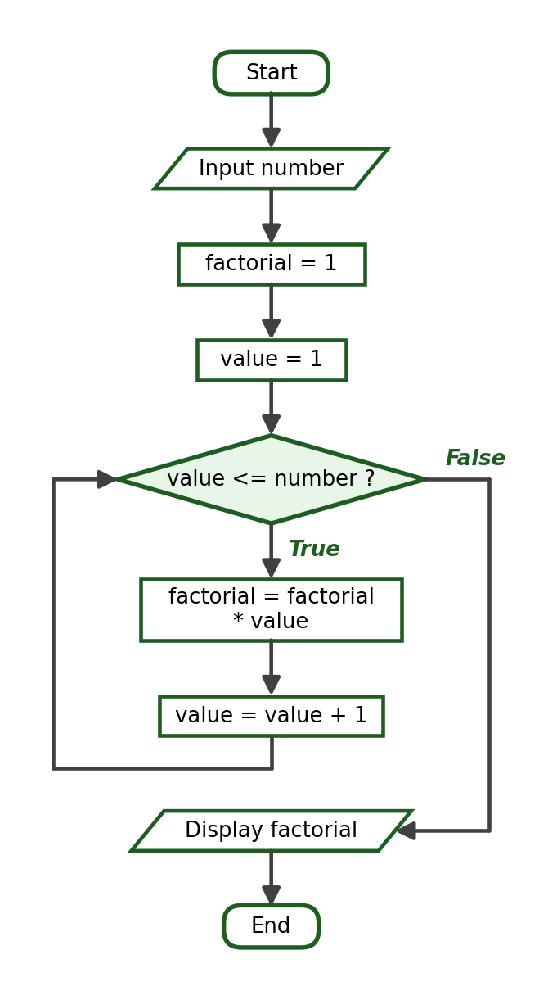 Start
Input number
factorial = 1
value = 1
value <= number ?
False
True
factorial = factorial
* value
value = value + 1
Display factorial
End